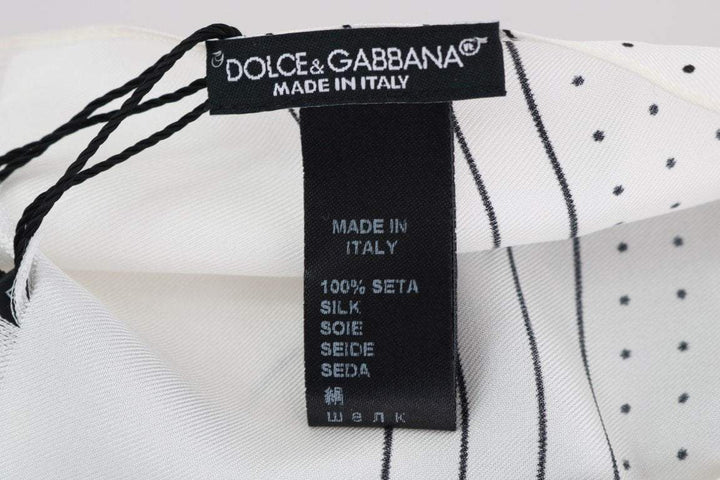 DOLCE&GABBANA®
MADE IN ITALY
MADE IN
ITALY
100% SETA
SILK
SOIE
SEIDE
SEDA
絹
шелк